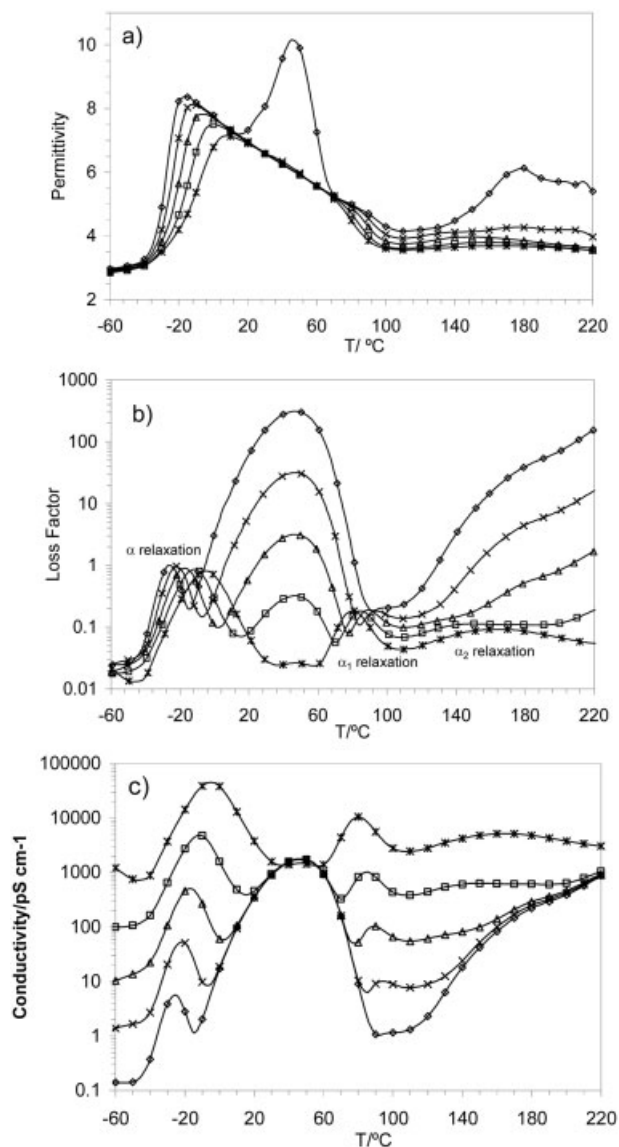 a)
10
8
6
4
2
Permittivity
-60 -20 20 60 100 140 180 220
T/ ºC
b)
1000
100
10
1
0.1
0.01
Loss Factor
α relaxation
α1 relaxation
α2 relaxation
-60 -20 20 60 100 140 180 220
T/ºC
c)
100000
10000
1000
100
10
1
0.1
Conductivity/pS cm-1
-60 -20 20 60 100 140 180 220
T/ºC